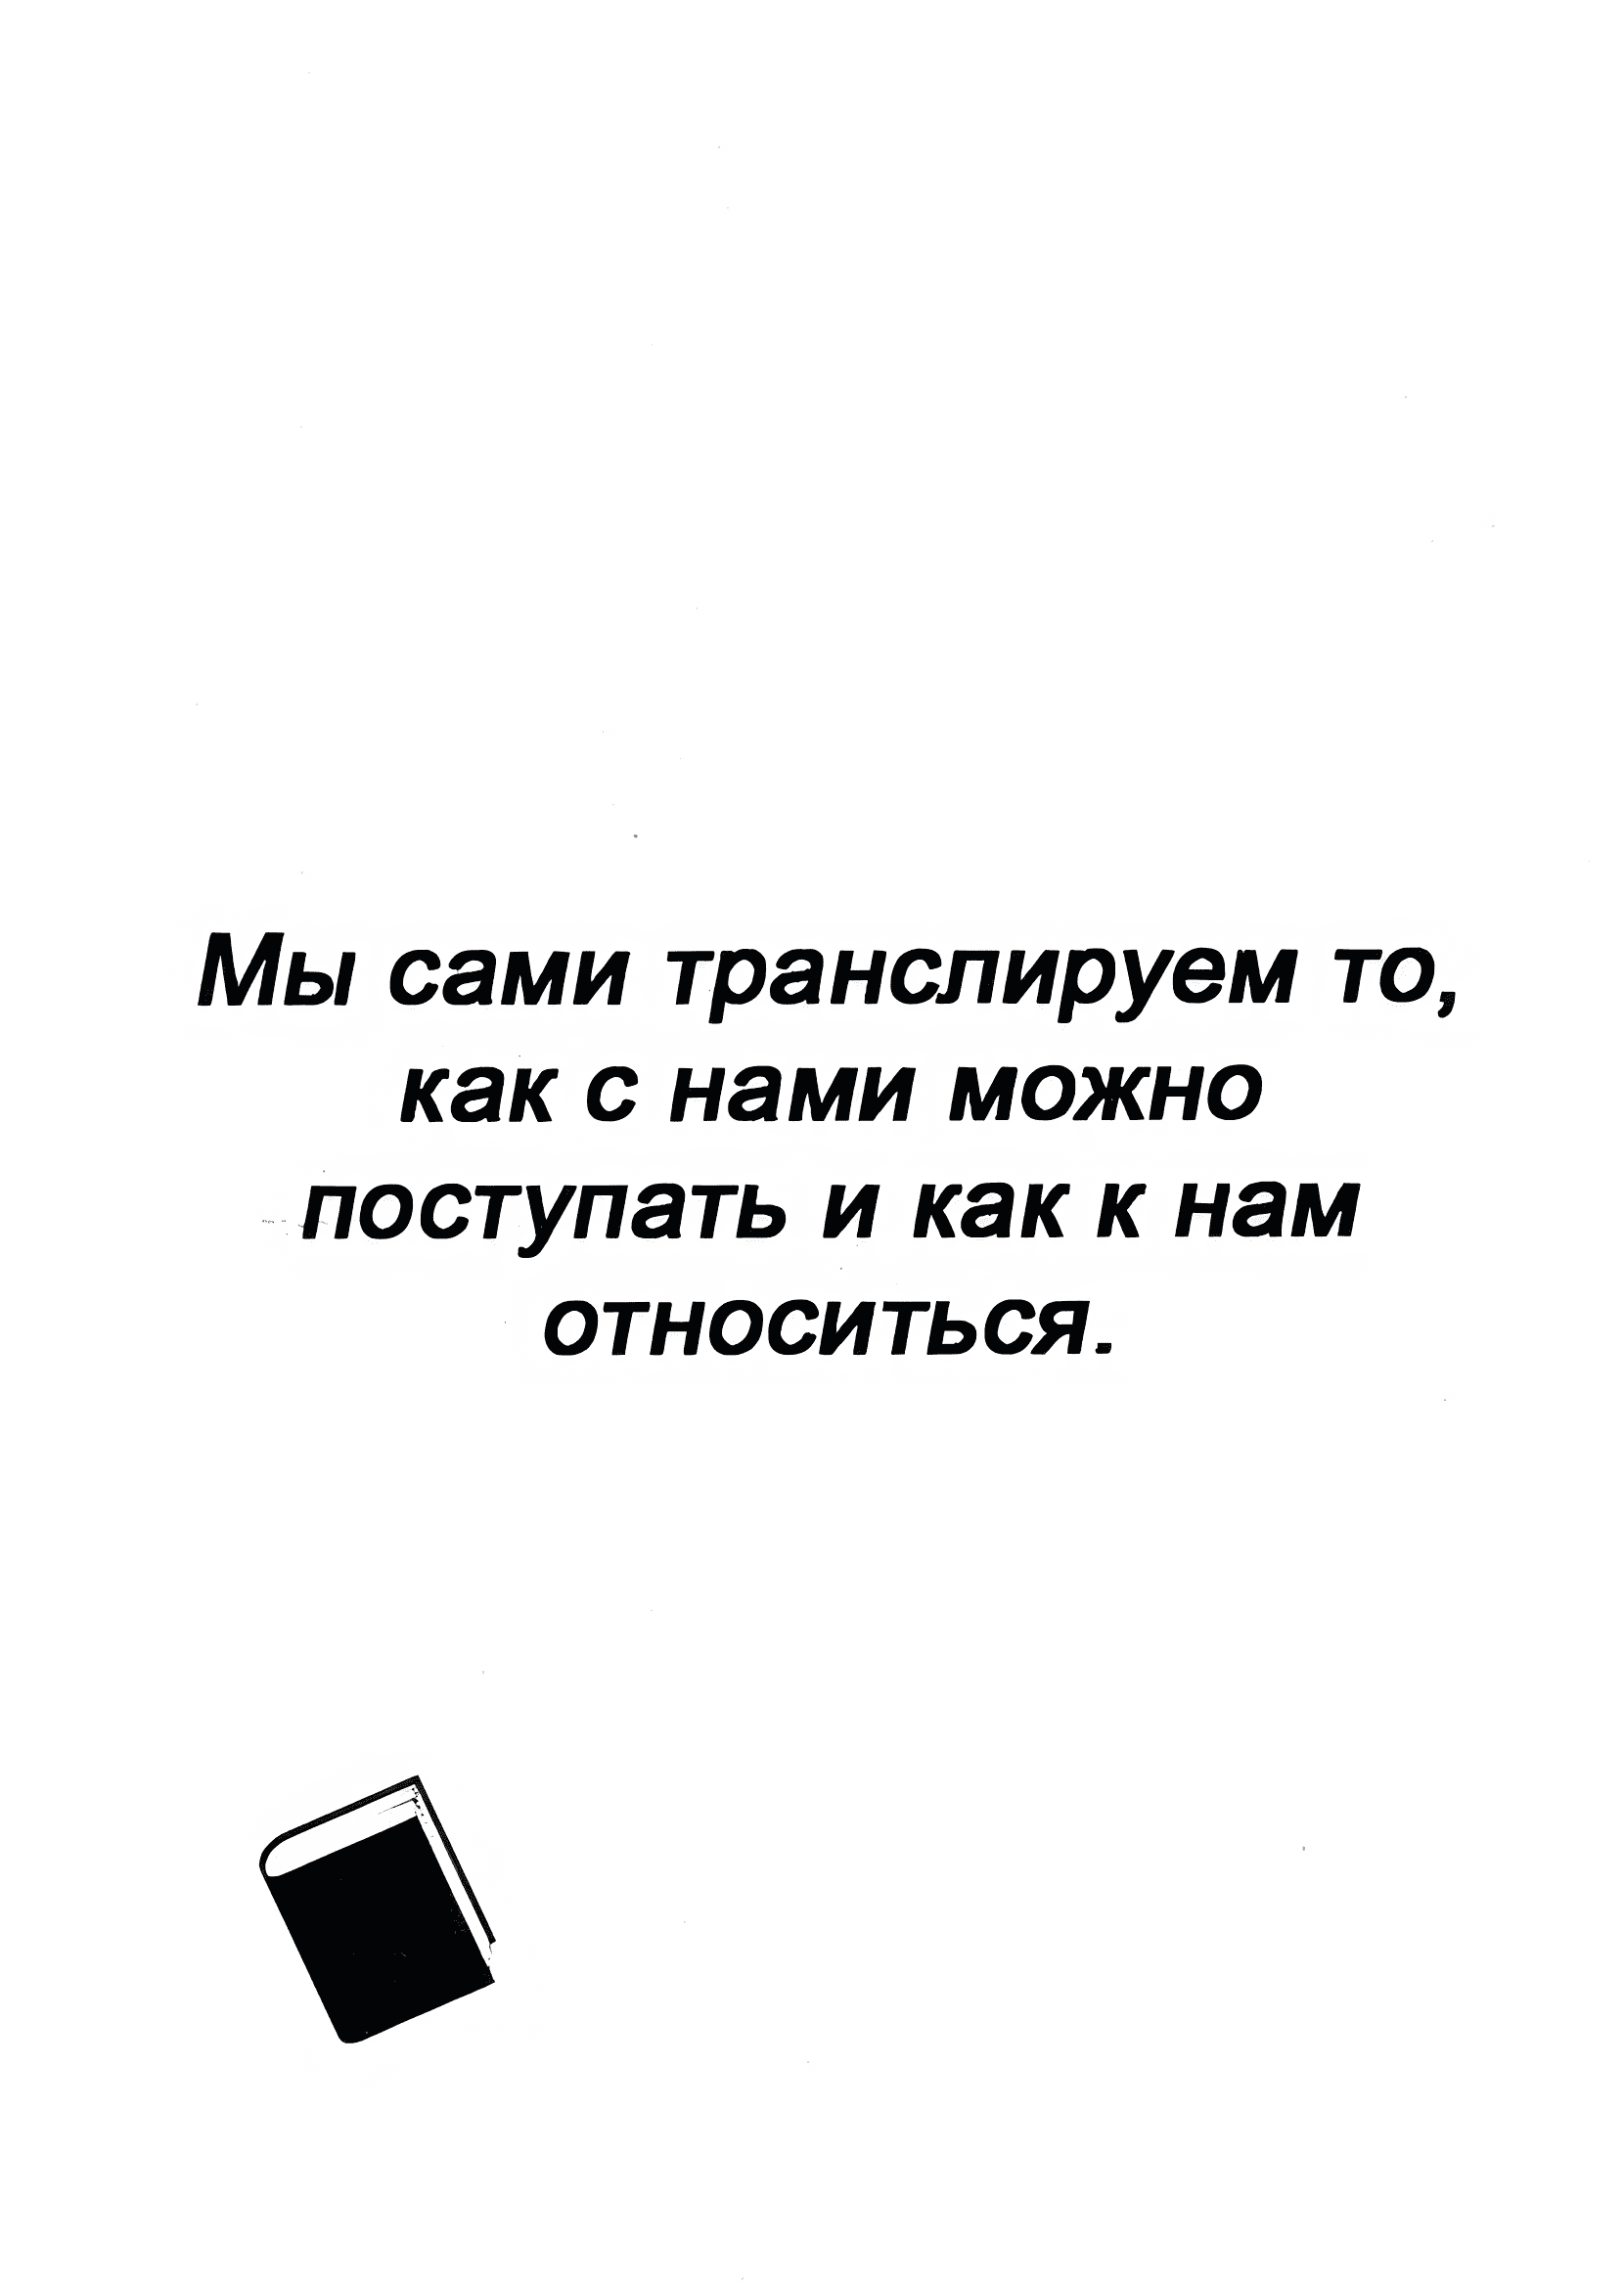 Мы сами транслируем то,
как с нами можно
поступать и как к нам
относиться.